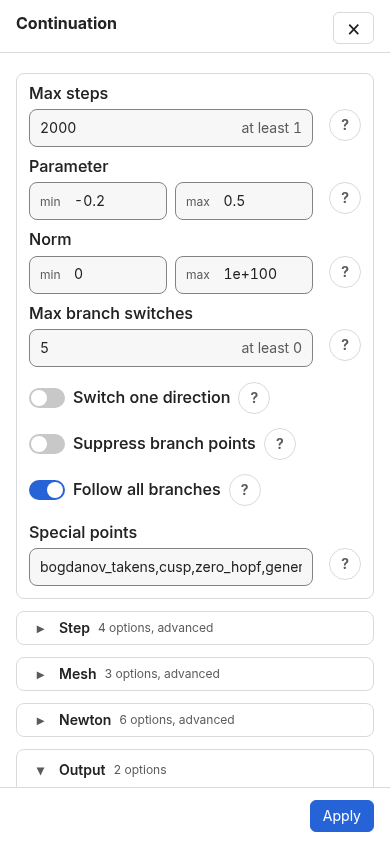 Continuation
×
Max steps
2000 at least 1 ?
Parameter
min -0.2 max 0.5 ?
Norm
min 0 max 1e+100 ?
Max branch switches
5 at least 0 ?
Switch one direction ?
Suppress branch points ?
Follow all branches ?
Special points
bogdanov_takens,cusp,zero_hopf,gener ?
▶ Step 4 options, advanced
▶ Mesh 3 options, advanced
▶ Newton 6 options, advanced
▼ Output 2 options
Apply